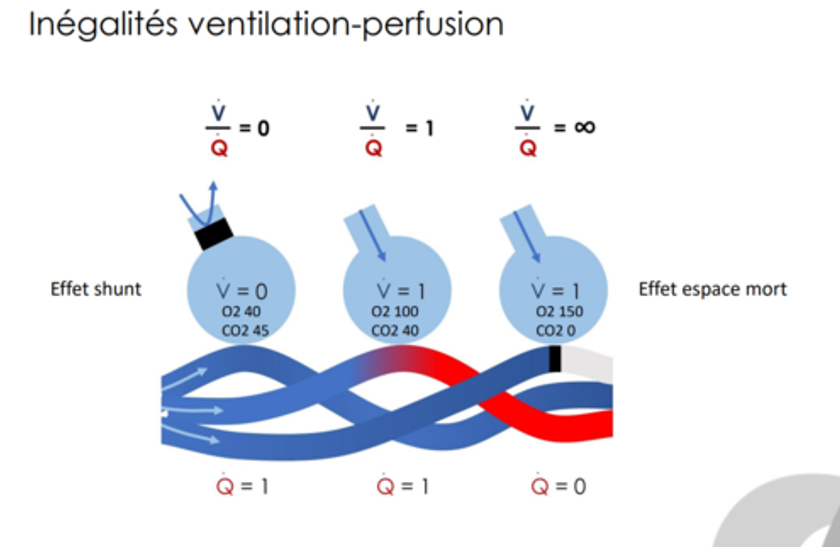 Inégalités ventilation-perfusion
V̇
Q̇ = 0
V̇
Q̇ = 1
V̇
Q̇ = ∞
Effet shunt
V̇ = 0
O2 40
CO2 45
V̇ = 1
O2 100
CO2 40
V̇ = 1
O2 150
CO2 0
Effet espace mort
Q̇ = 1
Q̇ = 1
Q̇ = 0